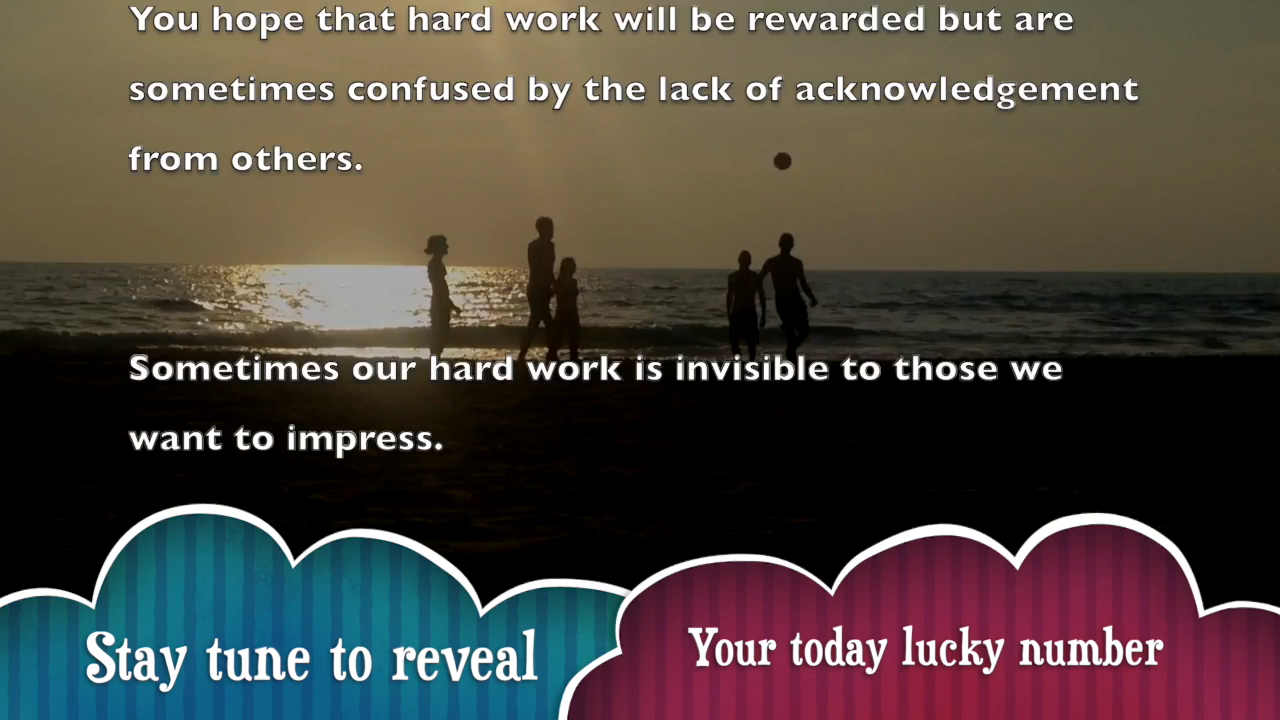 You hope that hard work will be rewarded but are
sometimes confused by the lack of acknowledgement
from others.
Sometimes our hard work is invisible to those we
want to impress.
Stay tune to reveal
Your today lucky number